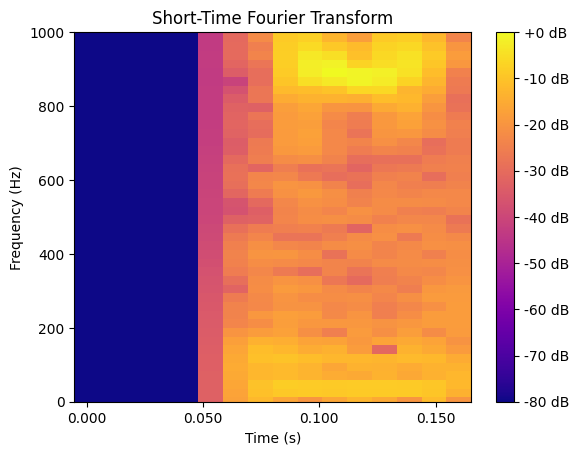 Short-Time Fourier Transform
1000
800
600
400
200
0
Frequency (Hz)
0.000
0.050
0.100
0.150
Time (s)
+0 dB
-10 dB
-20 dB
-30 dB
-40 dB
-50 dB
-60 dB
-70 dB
-80 dB